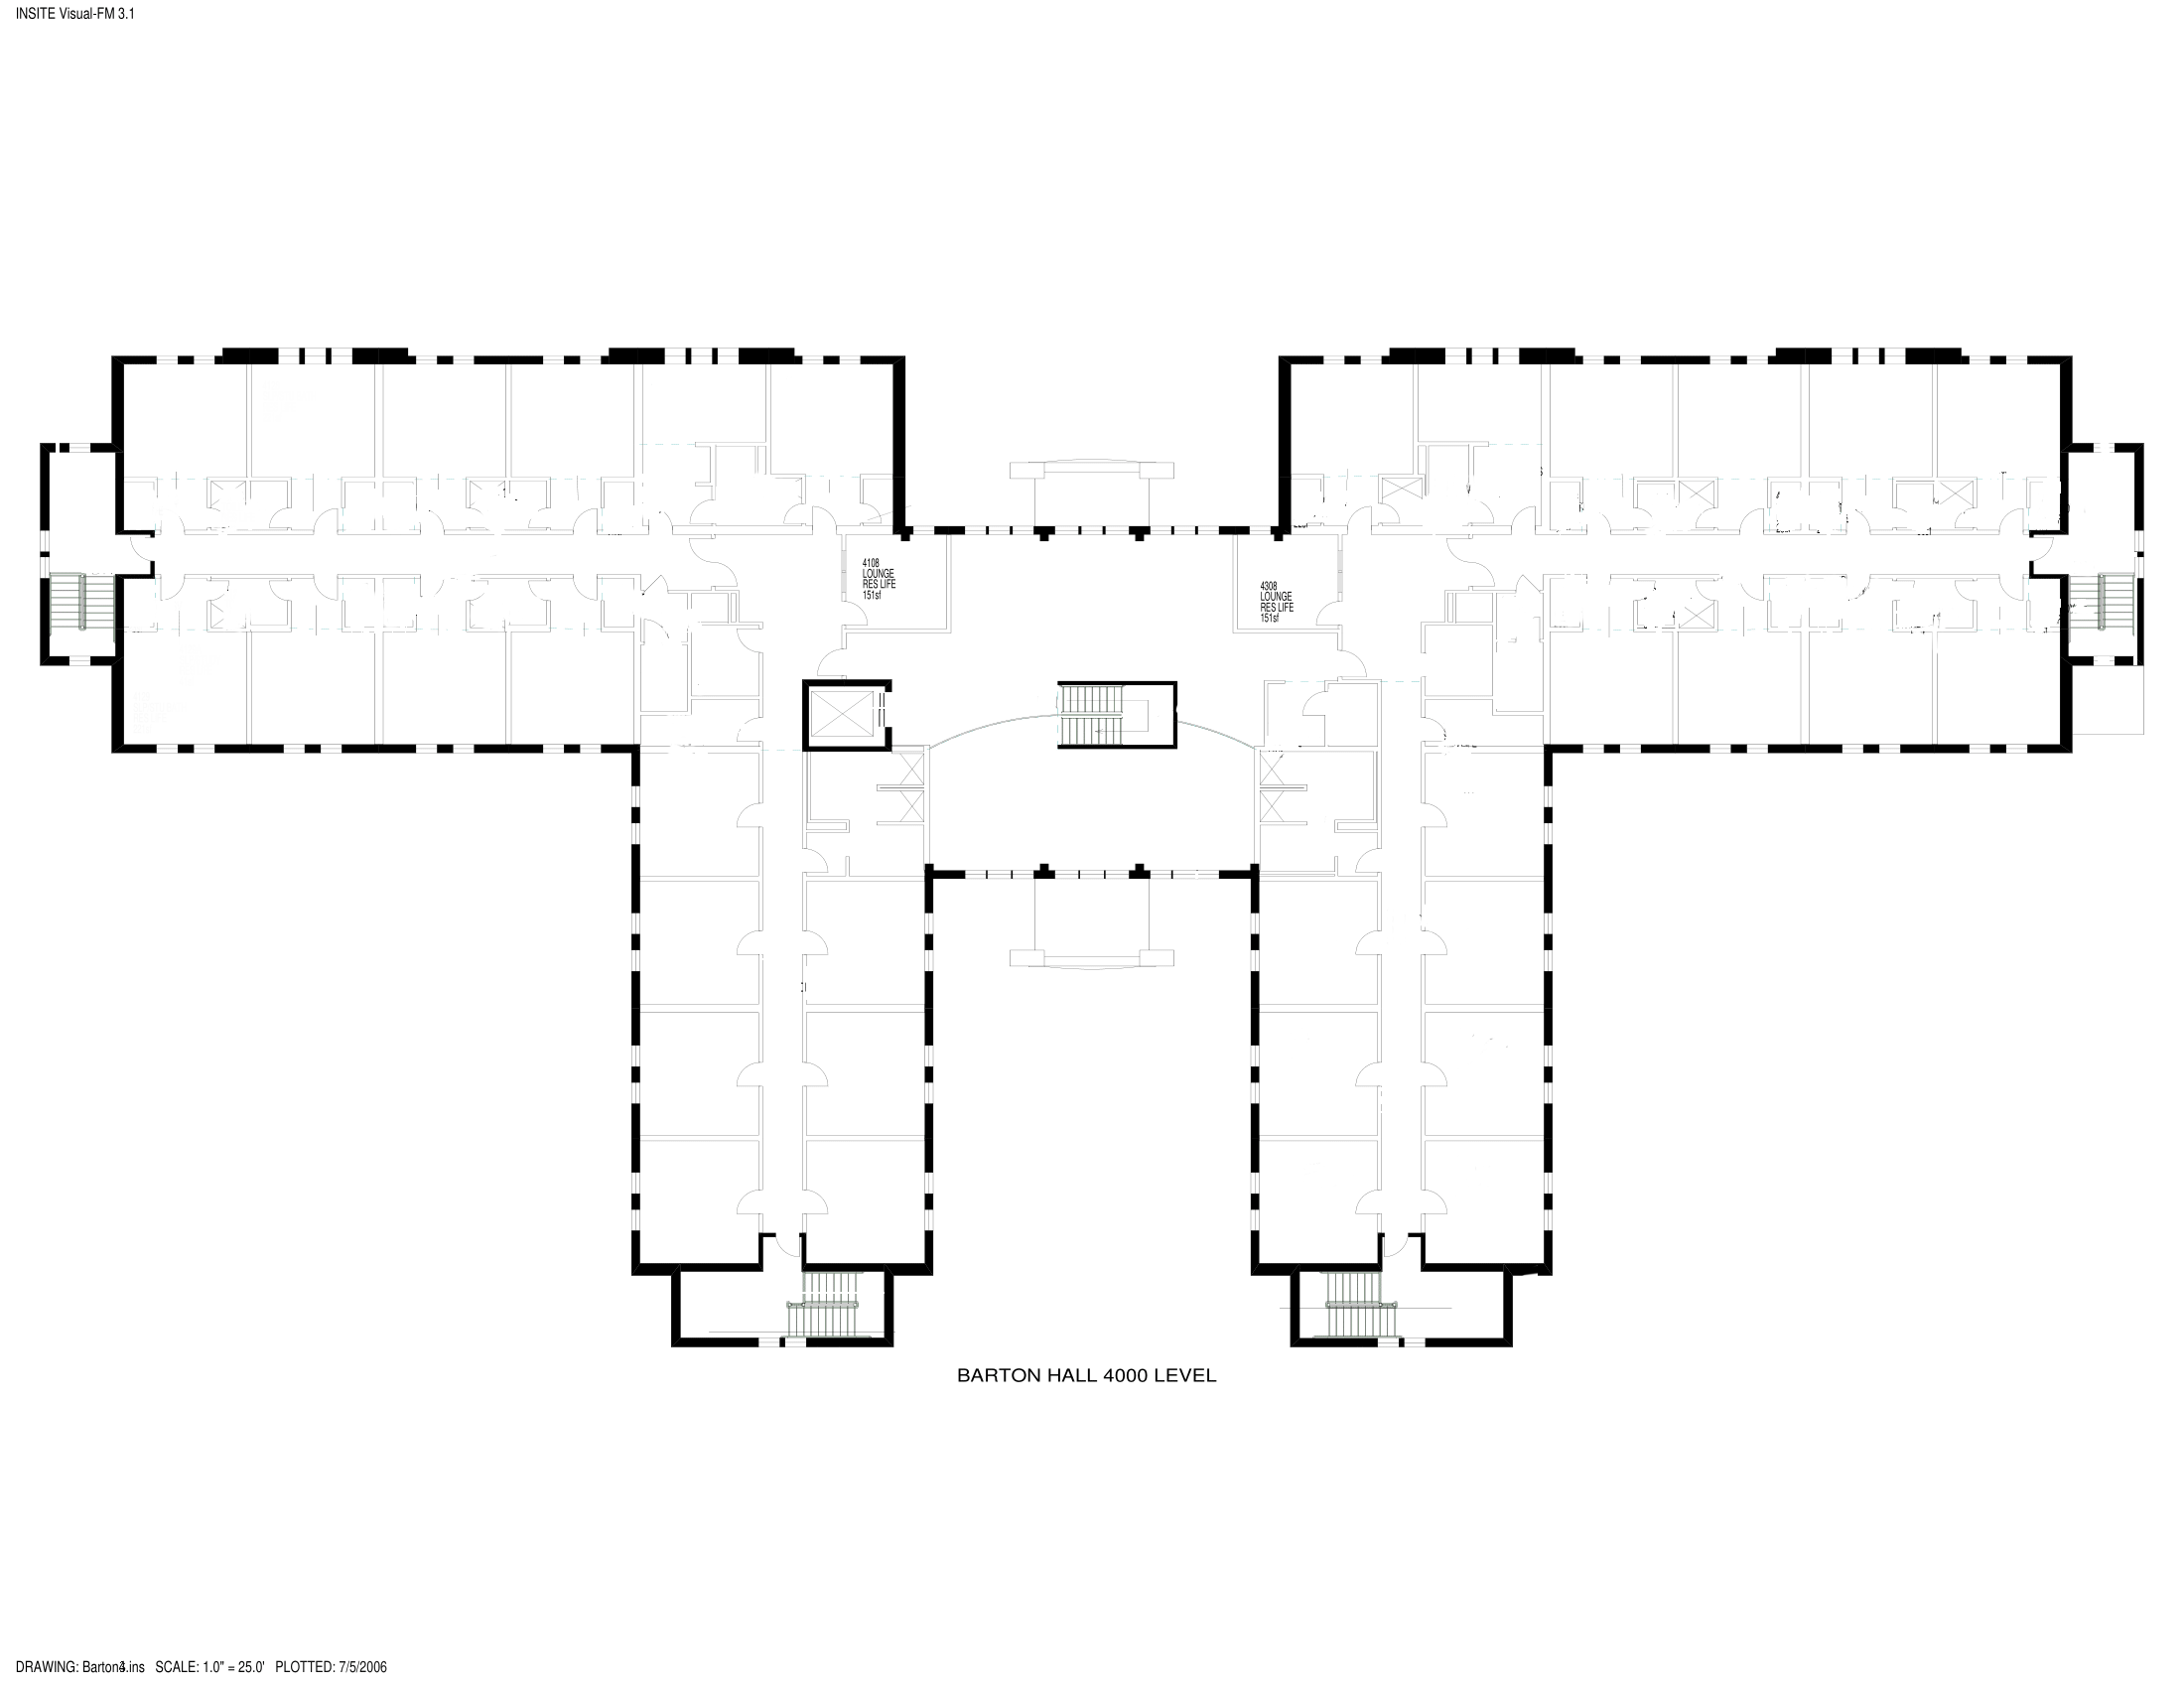 INSITE Visual-FM 3.1
4108
LOUNGE
RES LIFE
151sf
4308
LOUNGE
RES LIFE
151sf
BARTON HALL 4000 LEVEL
DRAWING: Barton4.ins SCALE: 1.0" = 25.0' PLOTTED: 7/5/2006